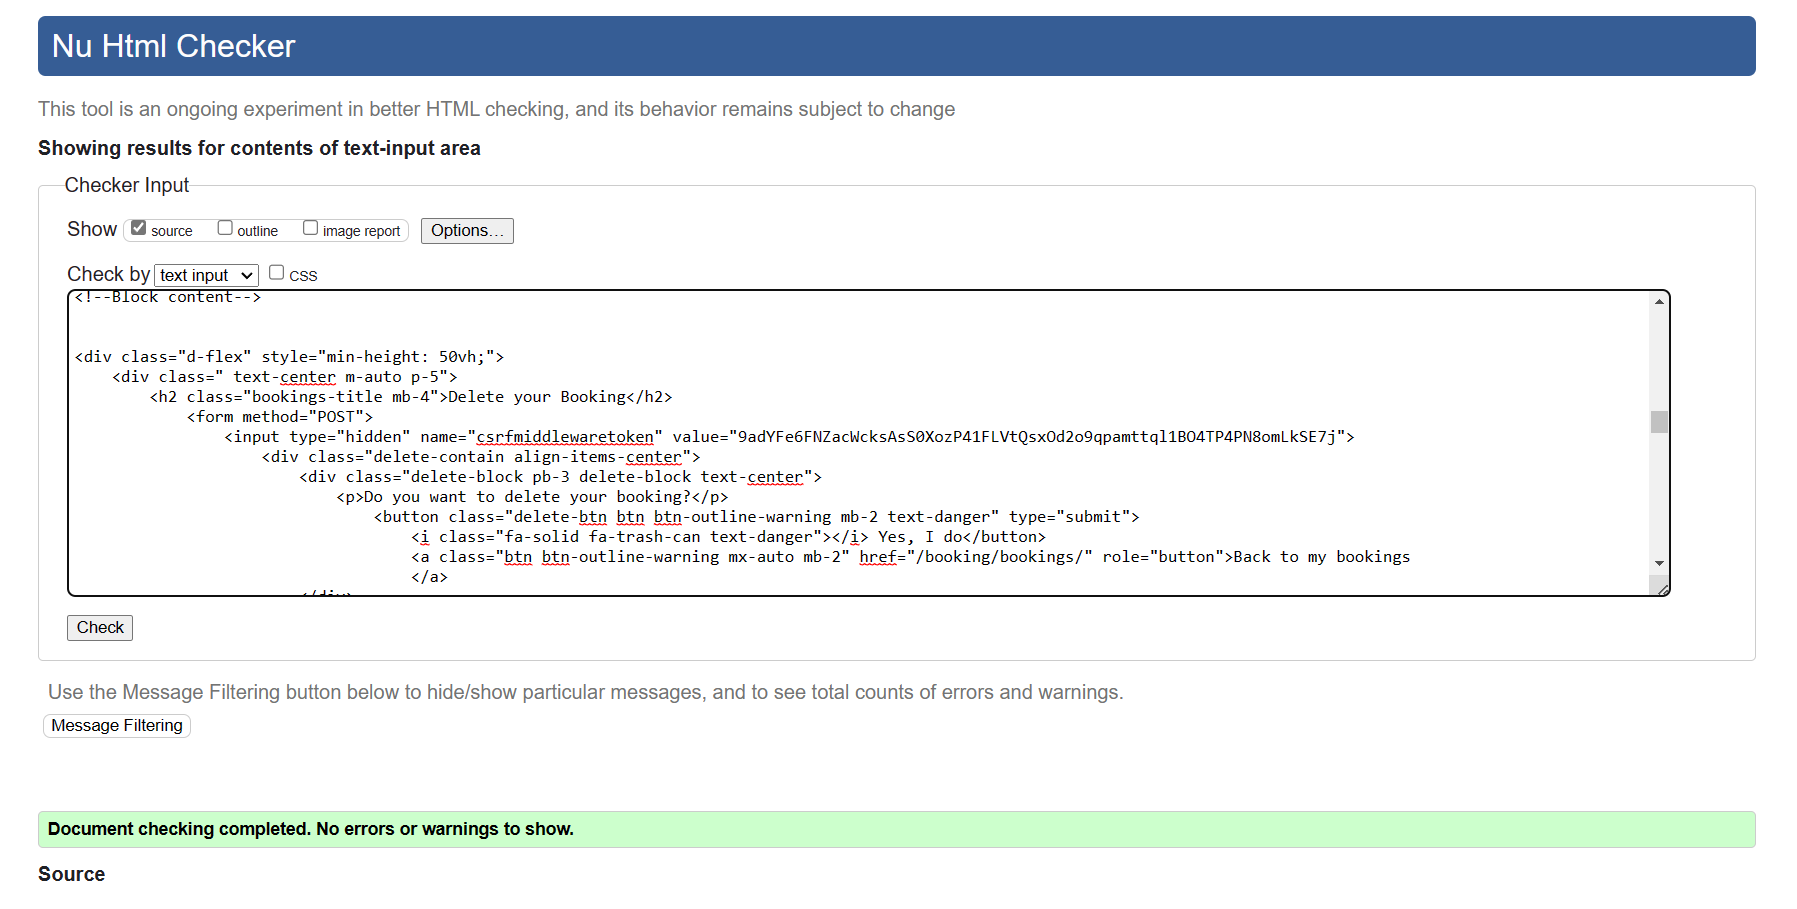 Nu Html Checker
This tool is an ongoing experiment in better HTML checking, and its behavior remains subject to change
Showing results for contents of text-input area
Checker Input
Show source outline image report Options...
Check by text input CSS
<!--Block content-->
<div class="d-flex" style="min-height: 50vh;">
<div class=" text-center m-auto p-5">
<h2 class="bookings-title mb-4">Delete your Booking</h2>
<form method="POST">
<input type="hidden" name="csrfmiddlewaretoken" value="9adYFe6FNZacWcksAsS0XozP41FLVtQsxOd2o9qpamttql1BO4TP4PN8omLkSE7j">
<div class="delete-contain align-items-center">
<div class="delete-block pb-3 delete-block text-center">
<p>Do you want to delete your booking?</p>
<button class="delete-btn btn btn-outline-warning mb-2 text-danger" type="submit">
<i class="fa-solid fa-trash-can text-danger"></i> Yes, I do</button>
<a class="btn btn-outline-warning mx-auto mb-2" href="/booking/bookings/" role="button">Back to my bookings
</a>
</div>
Check
Use the Message Filtering button below to hide/show particular messages, and to see total counts of errors and warnings.
Message Filtering
Document checking completed. No errors or warnings to show.
Source